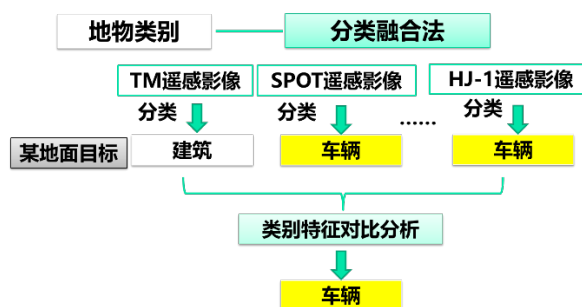 地物类别 分类融合法
TM遥感影像 SPOT遥感影像 HJ-1遥感影像
分类 分类 …… 分类
某地面目标 建筑 车辆 车辆
类别特征对比分析
车辆